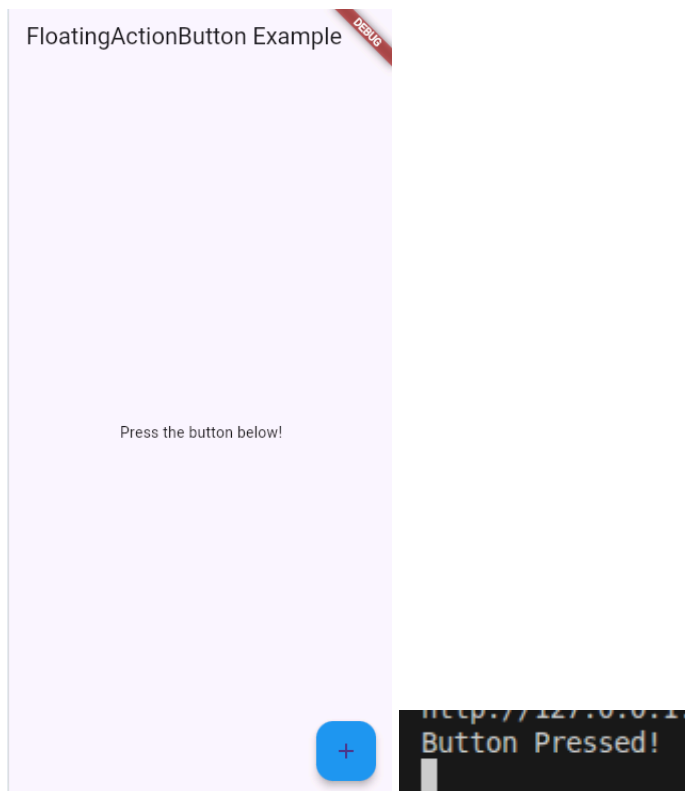 FloatingActionButton Example
DEBUG
Press the button below!
+
Button Pressed!